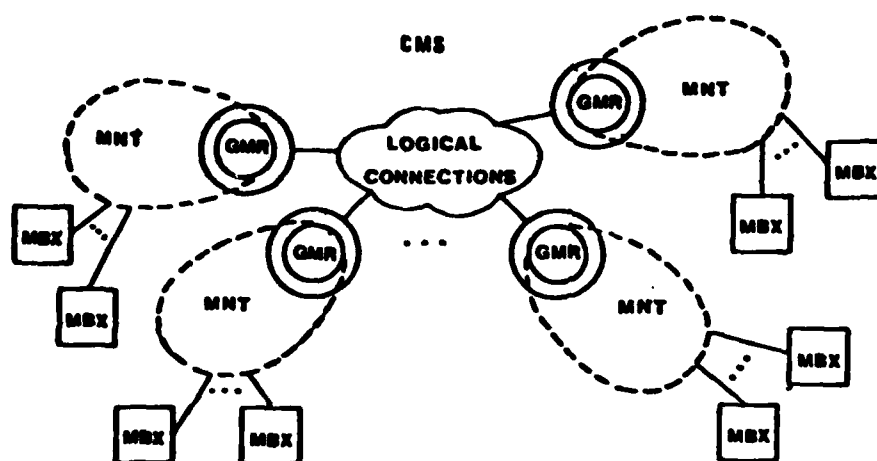 CMS
GMR
MNT
MNT
GMR
LOGICAL
CONNECTIONS
MBX
MBX
MBX
GMR
GMR
• • •
MNT
MNT
MBX
MBX
MBX
MBX
MBX